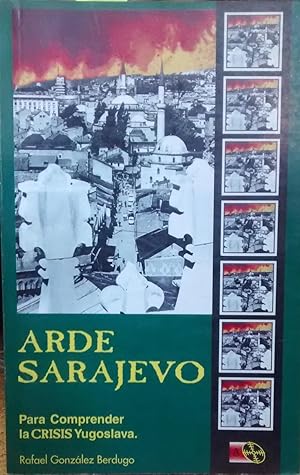 ARDE
SARAJEVO
Para Comprender
la CRISIS Yugoslava.
Rafael González Berdugo